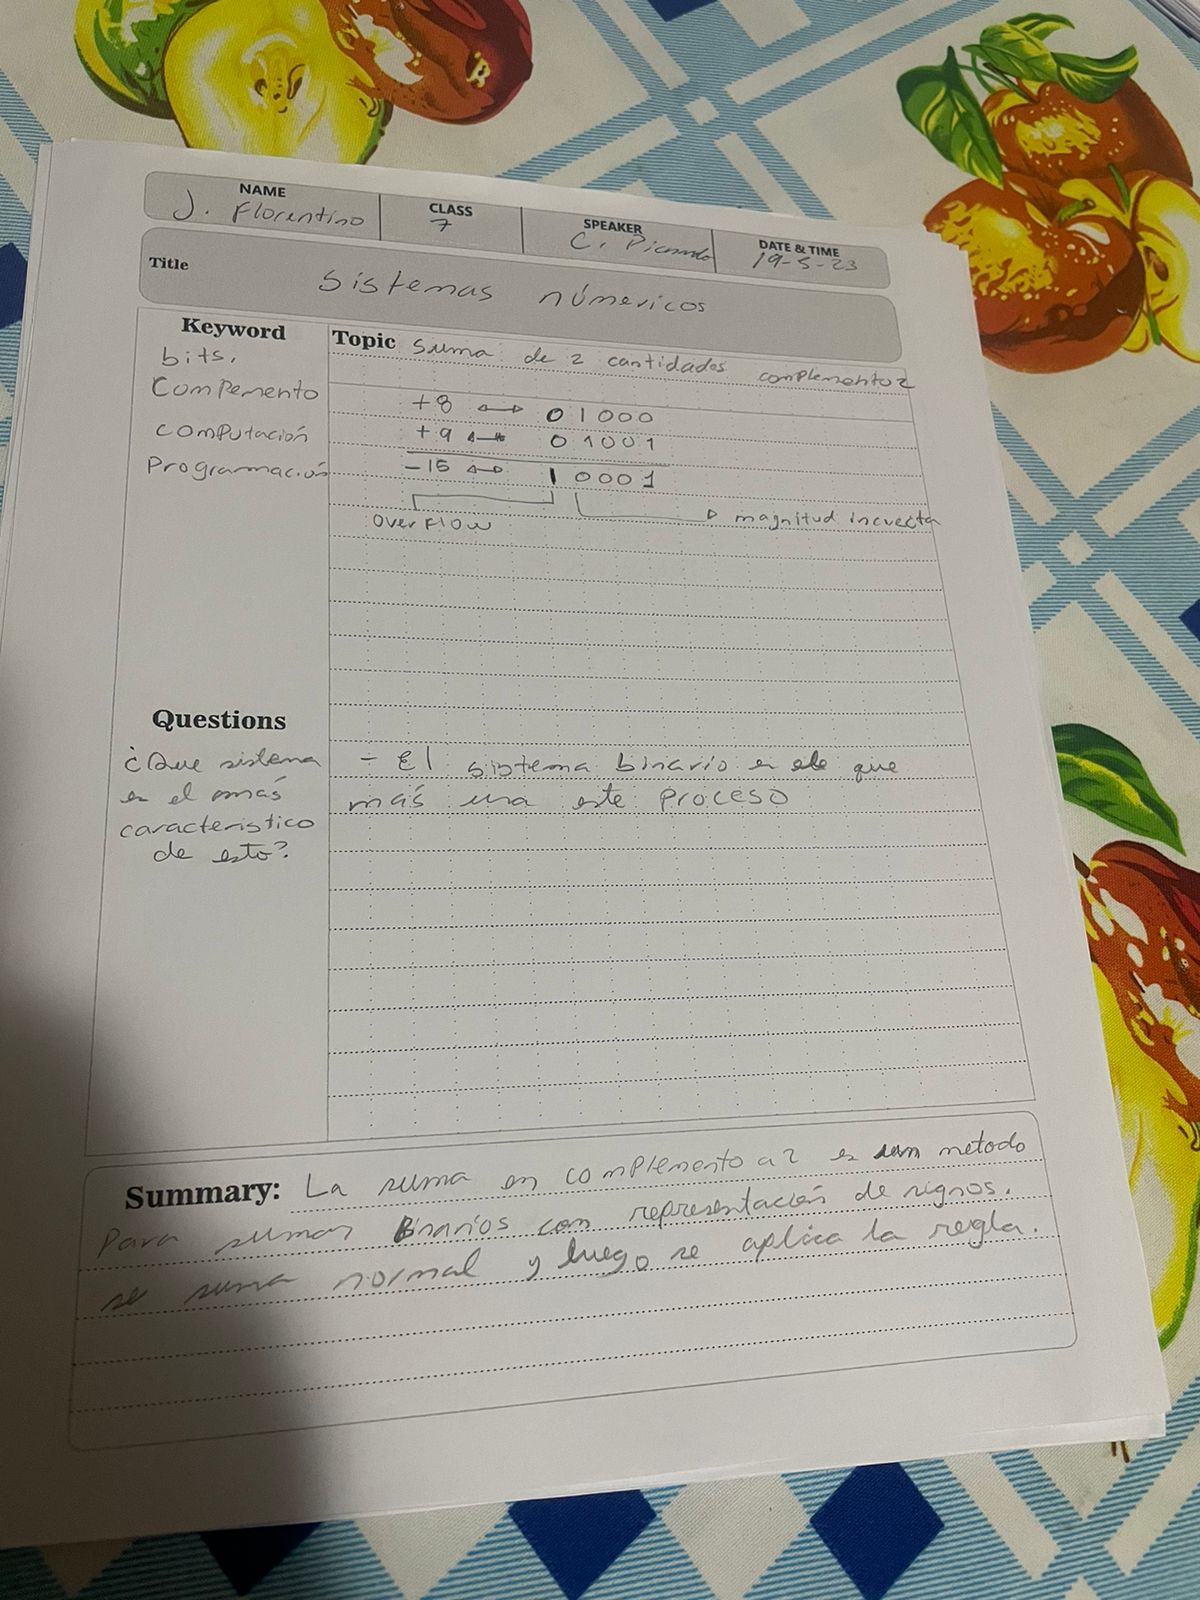 NAME
J. Florentino
CLASS
7
SPEAKER
C. Picardo
DATE & TIME
19-5-23
Title
Sistemas númericos
Keyword
bits.
Compemento
computación
Programación
Topic Suma de 2 cantidades complemento 2
+8 ↔ 01000
+9 ↔ 01001
-15 ↔ 10001
overflow
magnitud incuecta
Questions
¿Que sistema
es el más
caracteristico
de esto?
- El sistema binario es el que
más usa este proceso
Summary: La suma en complemento a 2 es un metodo
Para sumar Binarios con representación de signos.
se suma normal y luego se aplica la regla.